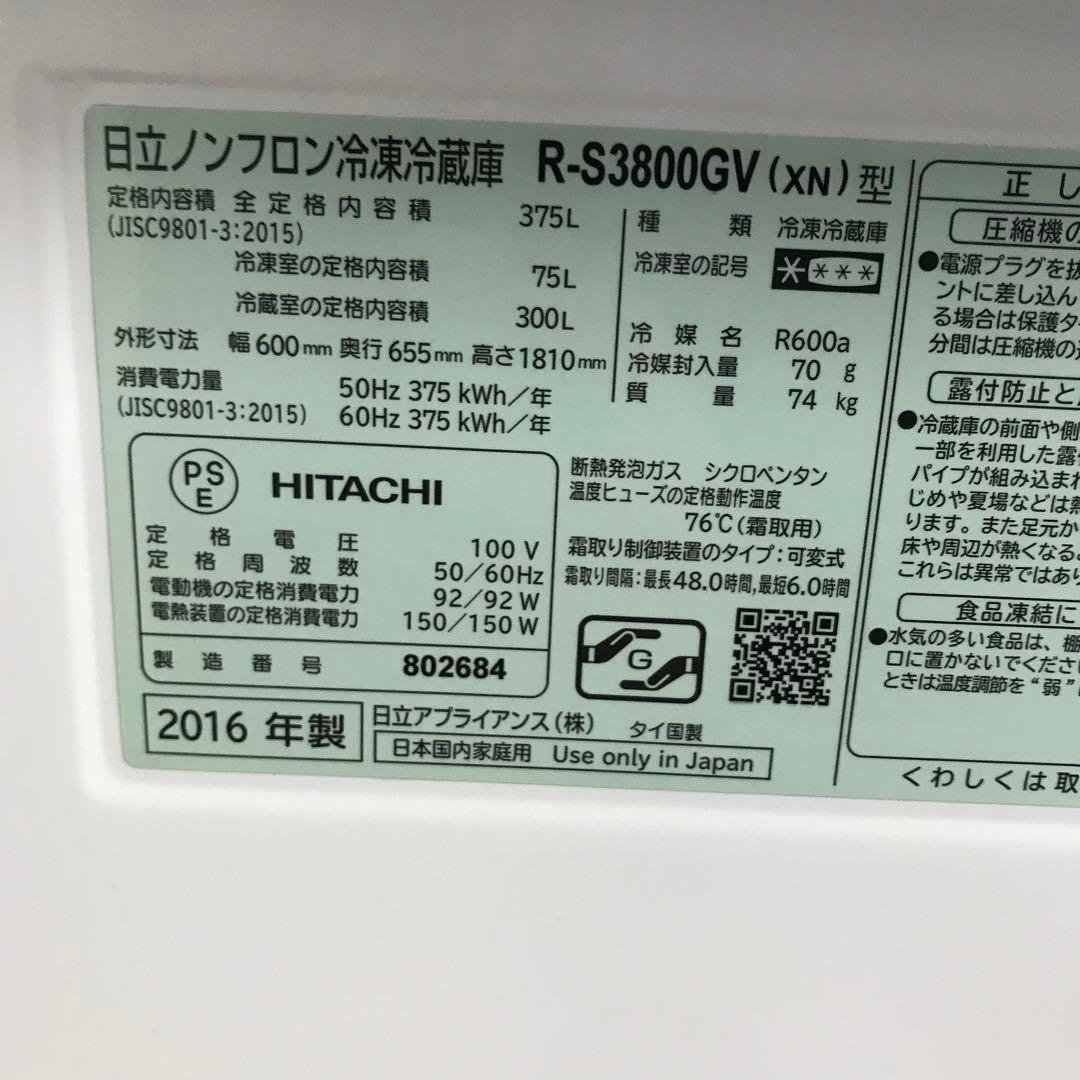 日立ノンフロン冷凍冷蔵庫 R-S3800GV(XN)型
定格内容積 全定格内容積 375L
(JISC9801-3:2015)
冷凍室の定格内容積 75L
冷蔵室の定格内容積 300L
外形寸法 幅600mm 奥行655mm 高さ1810mm
消費電力量 50Hz 375 kWh/年
(JISC9801-3:2015) 60Hz 375 kWh/年
種類 冷凍冷蔵庫
冷凍室の記号 ＊＊＊＊
冷媒名 R600a
冷媒封入量 70 g
質量 74 kg
PS
E
HITACHI
定格電圧 100 V
定格周波数 50/60Hz
電動機の定格消費電力 92/92 W
電熱装置の定格消費電力 150/150 W
製造番号 802684
断熱発泡ガス シクロペンタン
温度ヒューズの定格動作温度
76℃(霜取用)
霜取り制御装置のタイプ:可変式
霜取り間隔:最長48.0時間,最短6.0時間
G
2016 年製
日立アプライアンス(株) タイ国製
日本国内家庭用 Use only in Japan
正し
圧縮機の
●電源プラグを抜
ントに差し込ん
る場合は保護タ
分間は圧縮機の
露付防止と
●冷蔵庫の前面や側
一部を利用した露
パイプが組み込まれ
じめや夏場などは熱
ります。また足元か
床や周辺が熱くなる
これらは異常ではあり
食品凍結に
●水気の多い食品は、棚
口に置かないでくださ
ときは温度調節を“弱”
くわしくは取